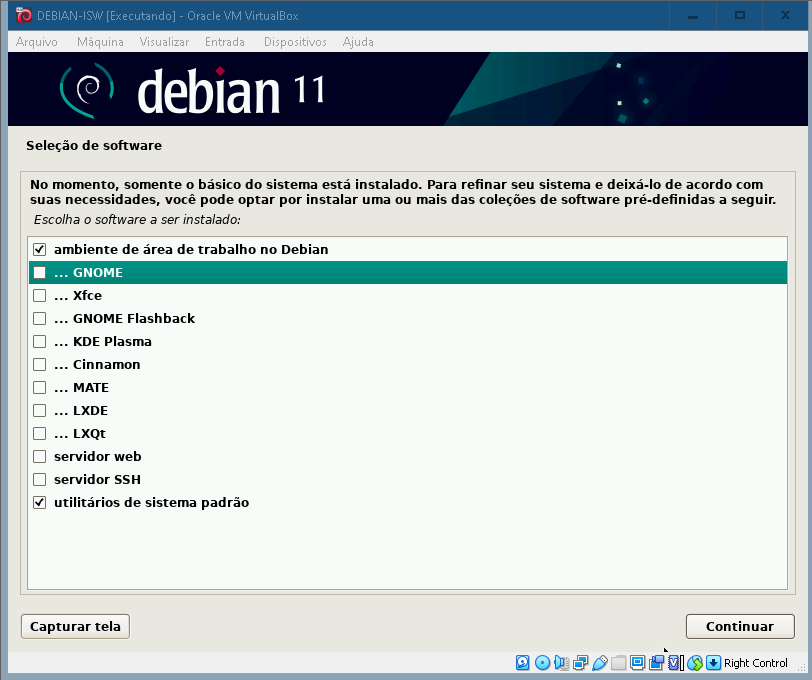 DEBIAN-ISW [Executando] - Oracle VM VirtualBox
Arquivo Máquina Visualizar Entrada Dispositivos Ajuda
debian 11
Seleção de software
No momento, somente o básico do sistema está instalado. Para refinar seu sistema e deixá-lo de acordo com
suas necessidades, você pode optar por instalar uma ou mais das coleções de software pré-definidas a seguir.
Escolha o software a ser instalado:
ambiente de área de trabalho no Debian
... GNOME
... Xfce
... GNOME Flashback
... KDE Plasma
... Cinnamon
... MATE
... LXDE
... LXQt
servidor web
servidor SSH
utilitários de sistema padrão
Capturar tela Continuar
Right Control